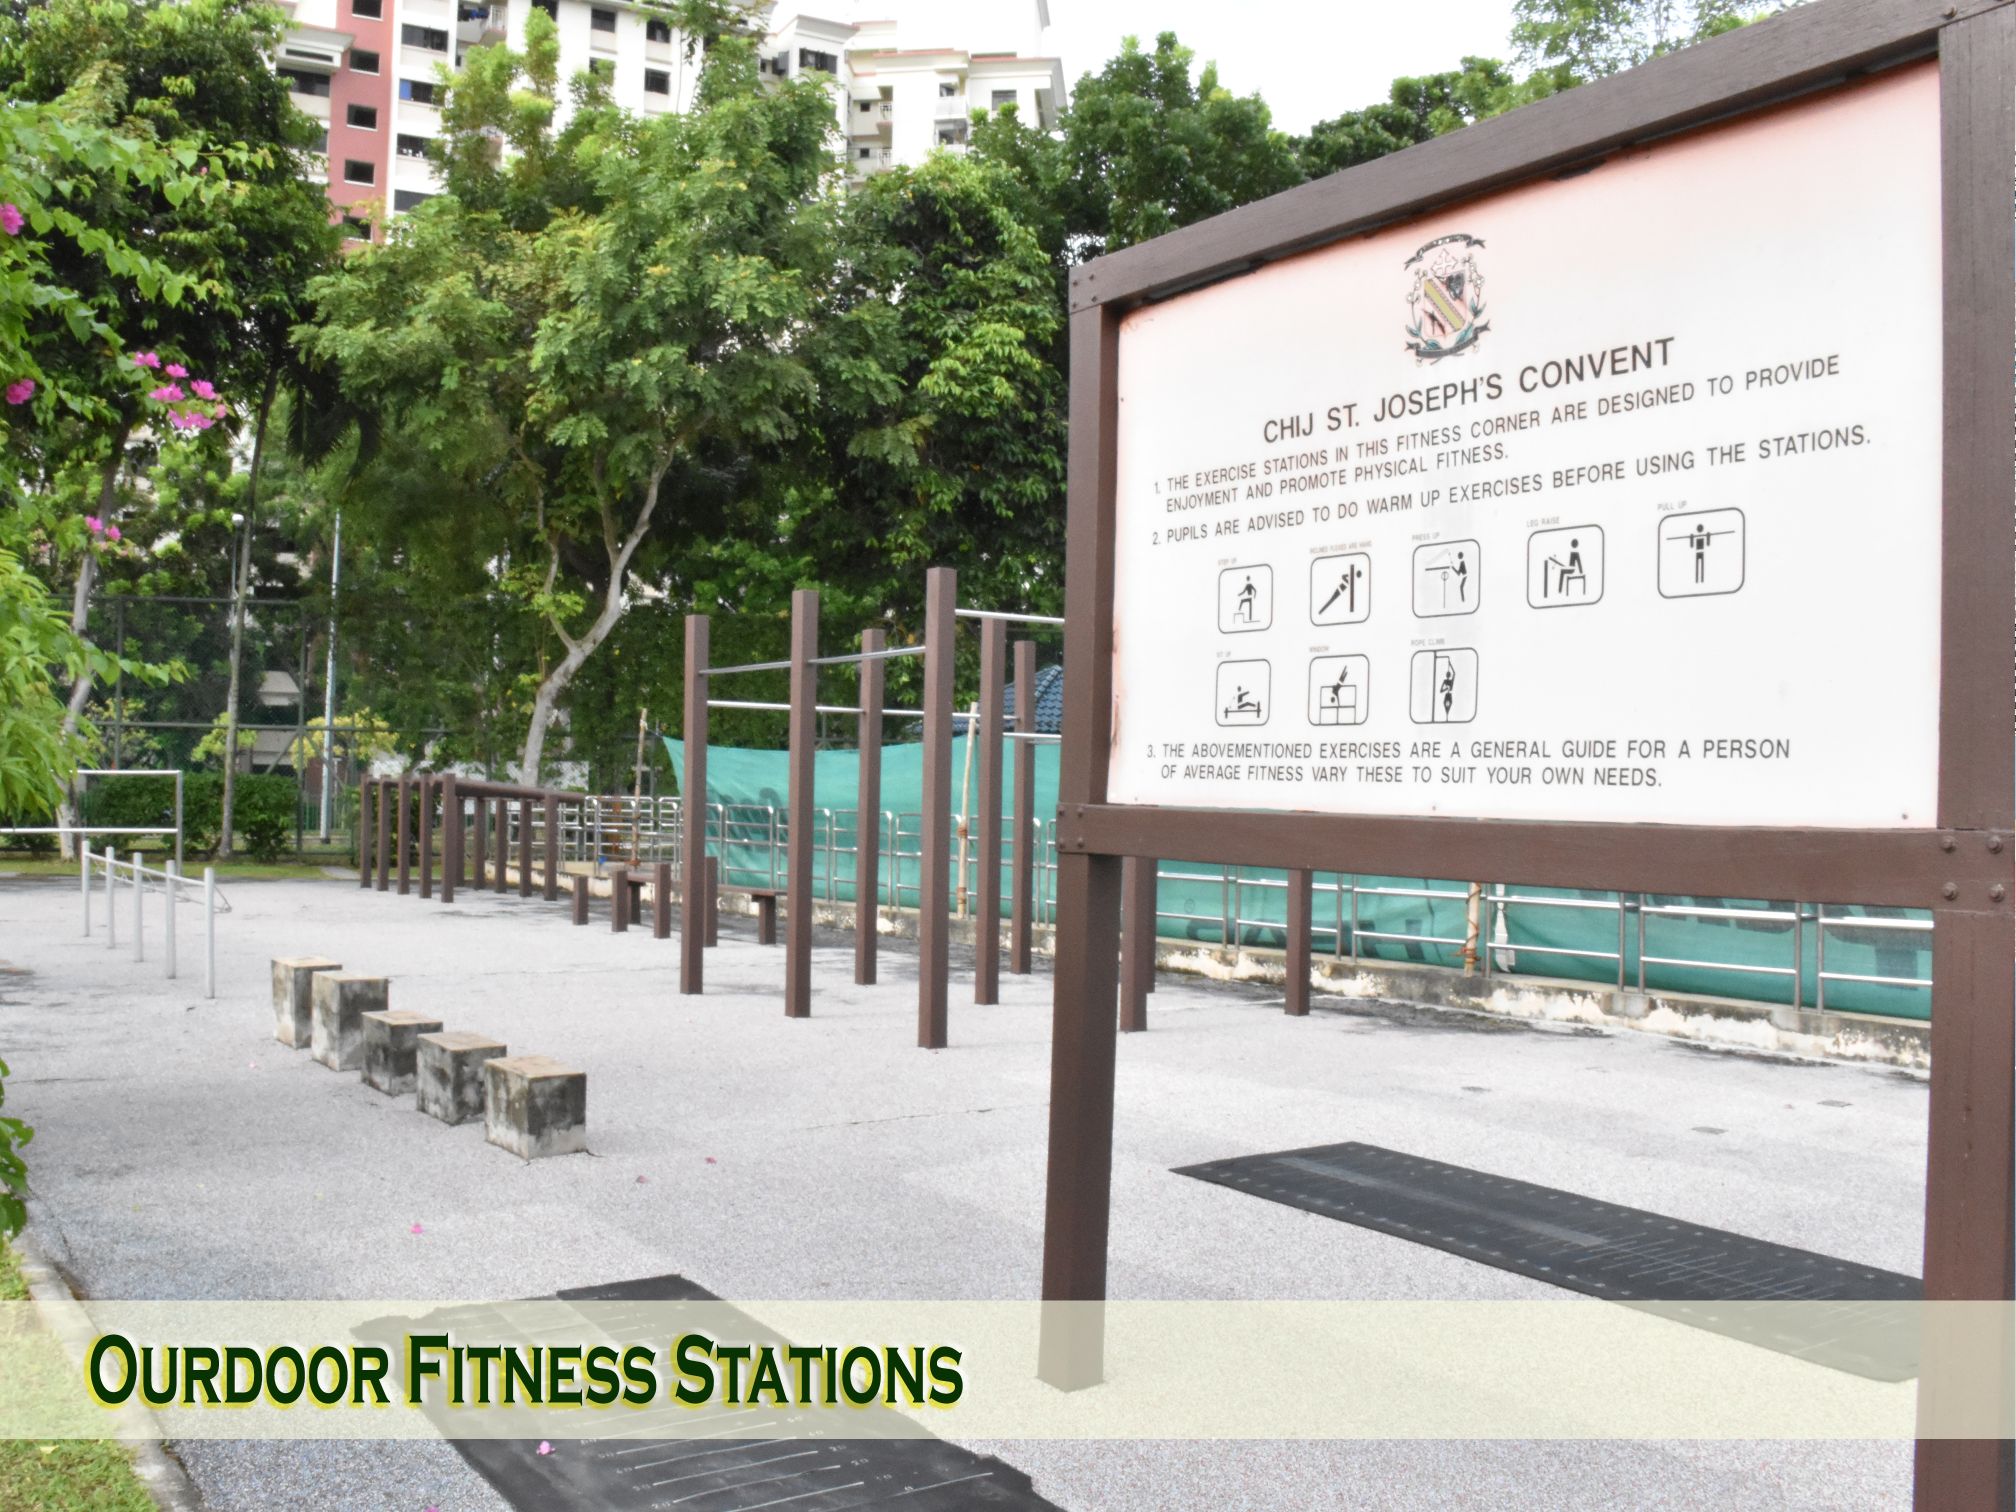 CHIJ ST. JOSEPH'S CONVENT
1. THE EXERCISE STATIONS IN THIS FITNESS CORNER ARE DESIGNED TO PROVIDE
ENJOYMENT AND PROMOTE PHYSICAL FITNESS.
2. PUPILS ARE ADVISED TO DO WARM UP EXERCISES BEFORE USING THE STATIONS.
STEP UP
PRESS UP
LEG RAISE
PULL UP
SIT UP
WINDOW
ROPE CLIMB
3. THE ABOVEMENTIONED EXERCISES ARE A GENERAL GUIDE FOR A PERSON
OF AVERAGE FITNESS VARY THESE TO SUIT YOUR OWN NEEDS.
OURDOOR FITNESS STATIONS